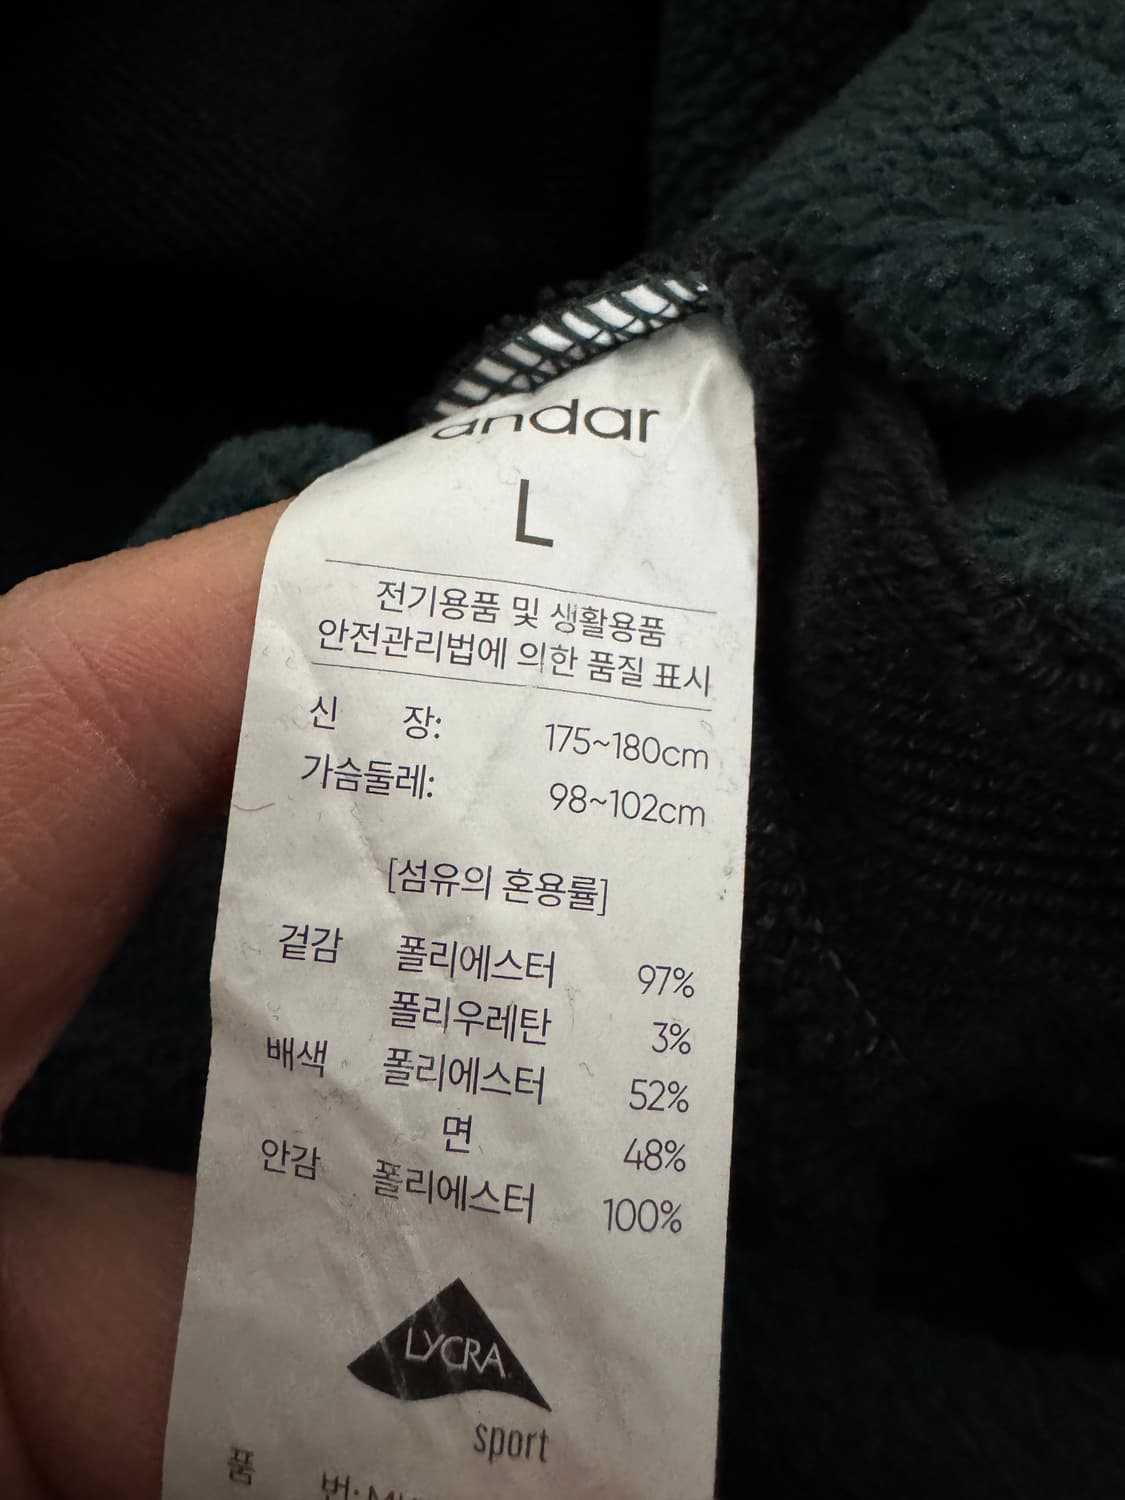 andar
L
전기용품 및 생활용품
안전관리법에 의한 품질 표시
신 장: 175~180cm
가슴둘레: 98~102cm
[섬유의 혼용률]
겉감 폴리에스터 97%
폴리우레탄 3%
배색 폴리에스터 52%
면 48%
안감 폴리에스터 100%
LYCRA
sport
품 번: